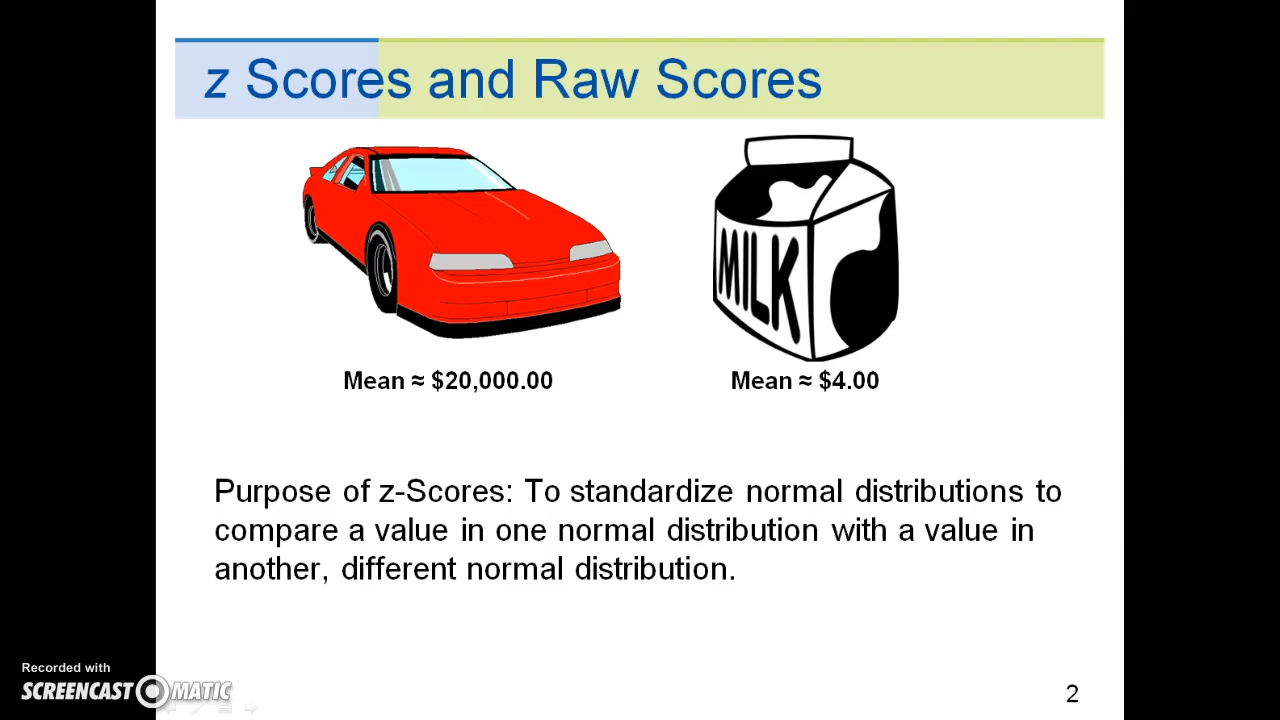 z Scores and Raw Scores
MILK
Mean ≈ $20,000.00
Mean ≈ $4.00
Purpose of z-Scores: To standardize normal distributions to
compare a value in one normal distribution with a value in
another, different normal distribution.
Recorded with
SCREENCAST MATIC
2